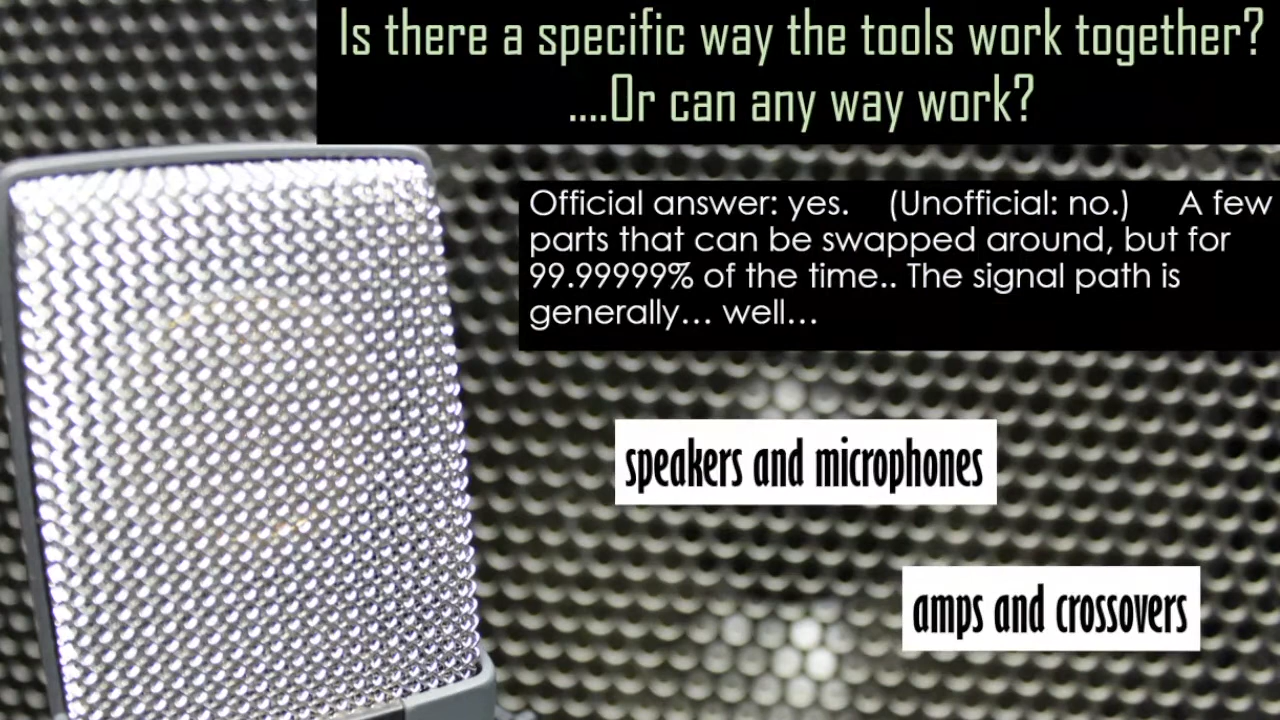 Is there a specific way the tools work together?
....Or can any way work?
Official answer: yes. (Unofficial: no.) A few
parts that can be swapped around, but for
99.99999% of the time.. The signal path is
generally... well...
speakers and microphones
amps and crossovers